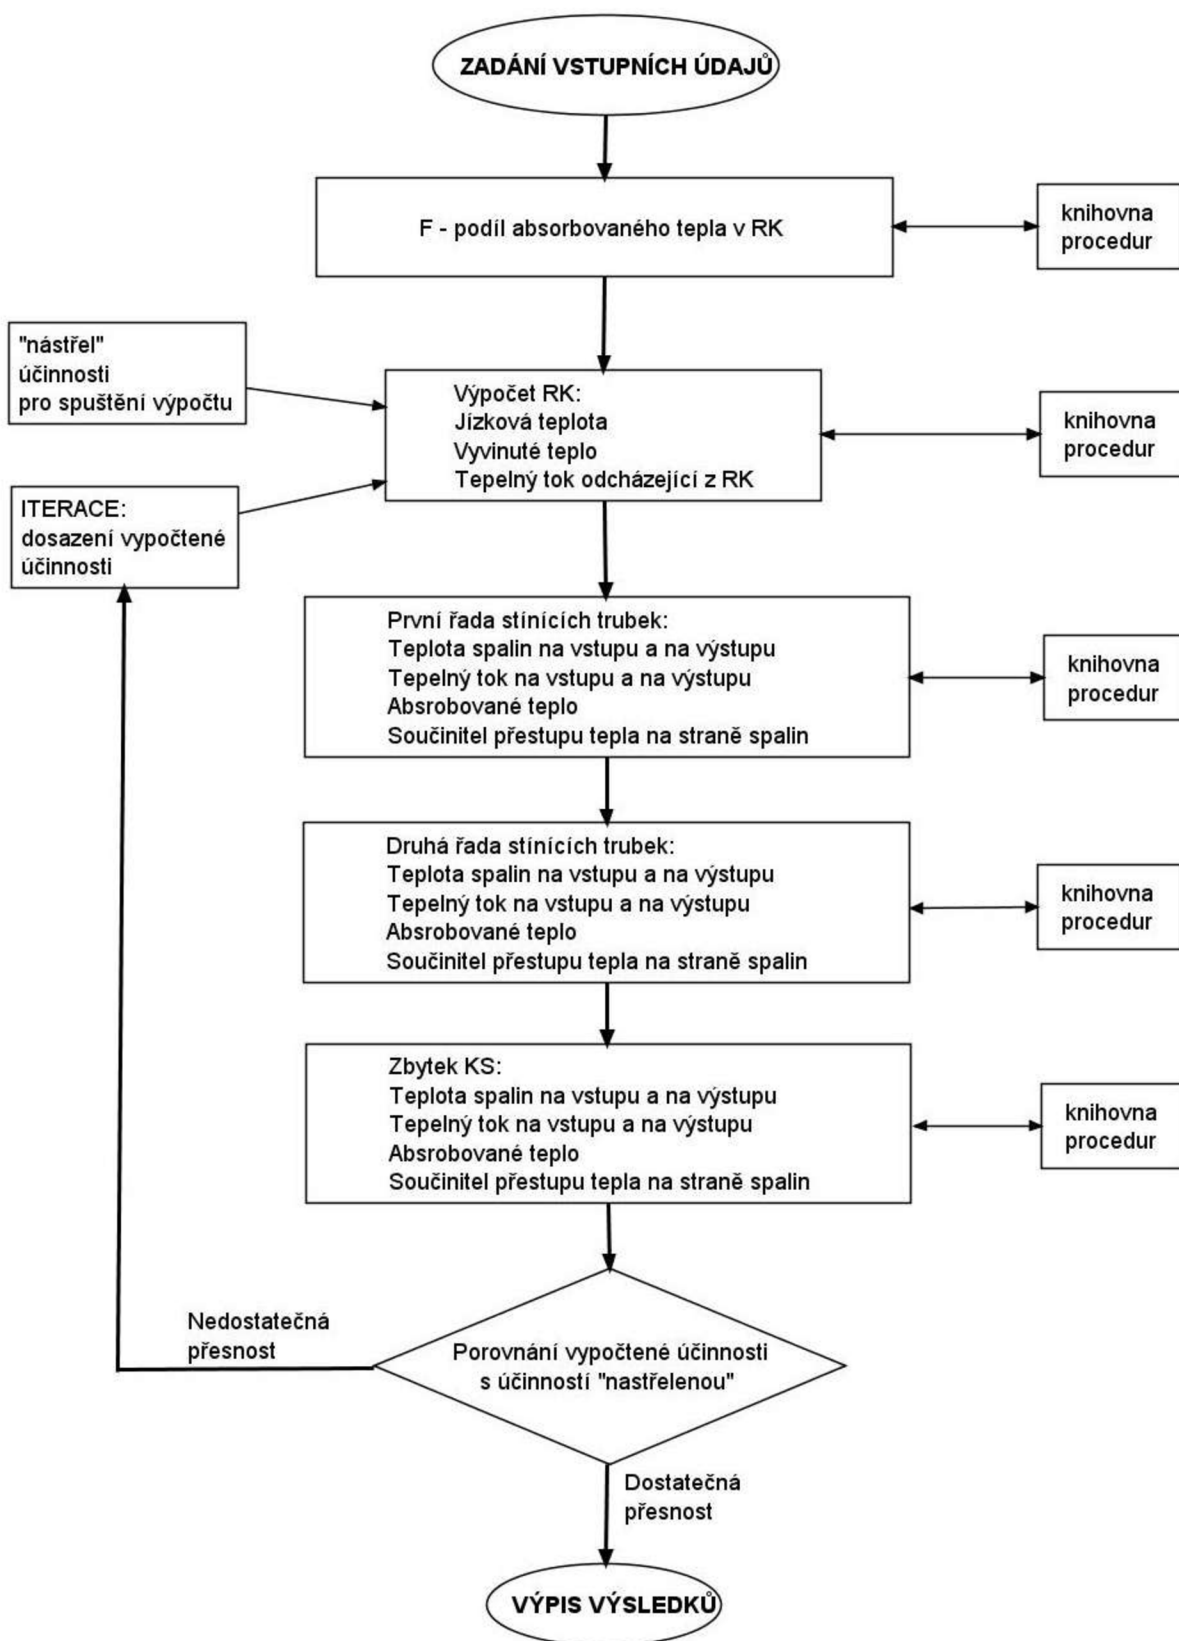 ZADÁNÍ VSTUPNÍCH ÚDAJŮ
F - podíl absorbovaného tepla v RK
knihovna
procedur
"nástřel"
účinnosti
pro spuštění výpočtu
Výpočet RK:
Jízková teplota
Vyvinuté teplo
Tepelný tok odcházející z RK
knihovna
procedur
ITERACE:
dosazení vypočtené
účinnosti
První řada stínících trubek:
Teplota spalin na vstupu a na výstupu
Tepelný tok na vstupu a na výstupu
Absrobované teplo
Součinitel přestupu tepla na straně spalin
knihovna
procedur
Druhá řada stínících trubek:
Teplota spalin na vstupu a na výstupu
Tepelný tok na vstupu a na výstupu
Absrobované teplo
Součinitel přestupu tepla na straně spalin
knihovna
procedur
Zbytek KS:
Teplota spalin na vstupu a na výstupu
Tepelný tok na vstupu a na výstupu
Absrobované teplo
Součinitel přestupu tepla na straně spalin
knihovna
procedur
Nedostatečná
přesnost
Porovnání vypočtené účinnosti
s účinností "nastřelenou"
Dostatečná
přesnost
VÝPIS VÝSLEDKŮ